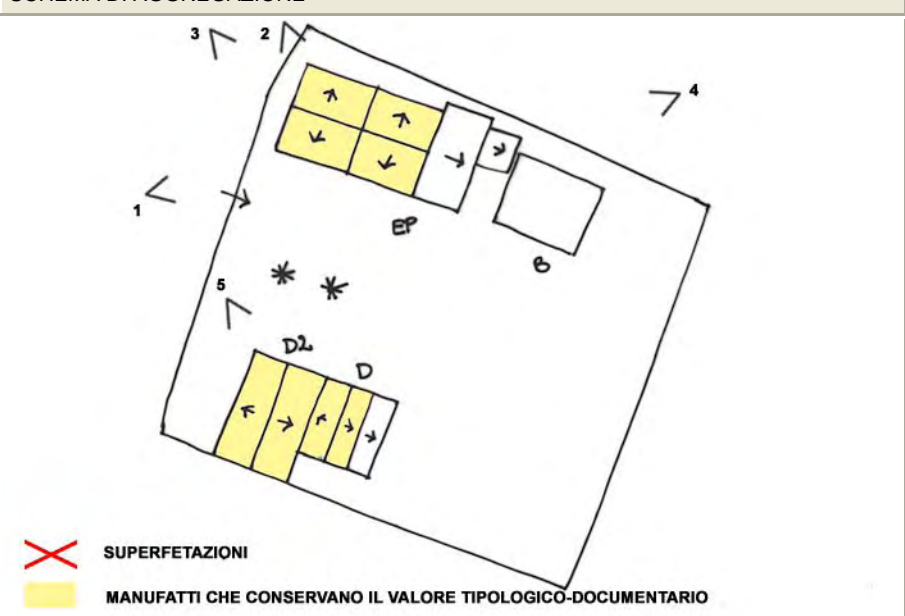 3
2
4
1
EP
B
5
D2
D
SUPERFETAZIONI
MANUFATTI CHE CONSERVANO IL VALORE TIPOLOGICO-DOCUMENTARIO